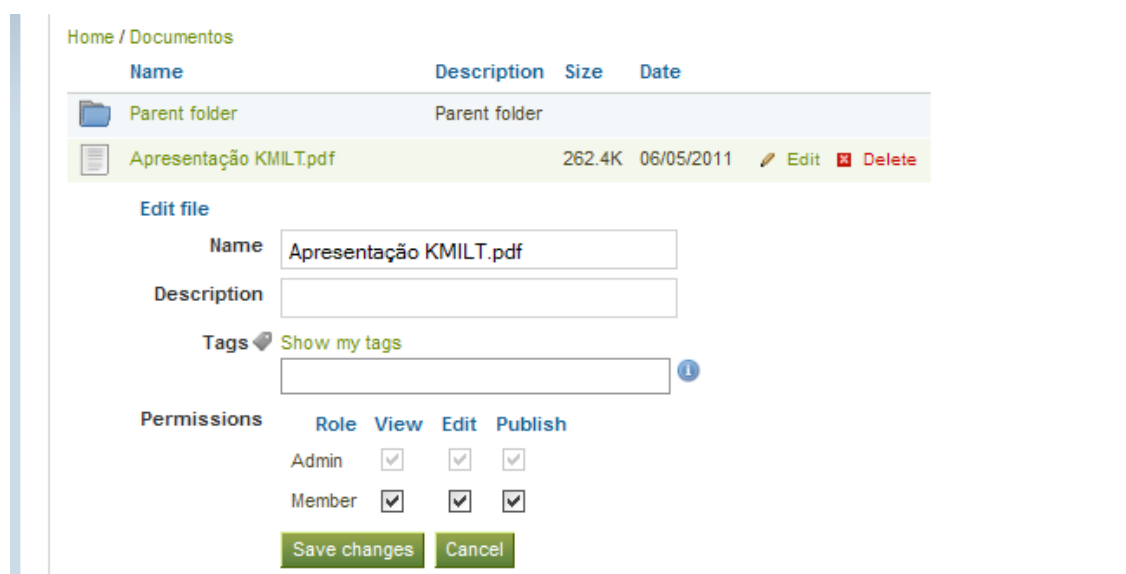 Home / Documentos
Name Description Size Date
Parent folder Parent folder
Apresentação KMILT.pdf 262.4K 06/05/2011 Edit Delete
Edit file
Name Apresentação KMILT.pdf
Description
Tags Show my tags
Permissions Role View Edit Publish
Admin
Member
Save changes Cancel